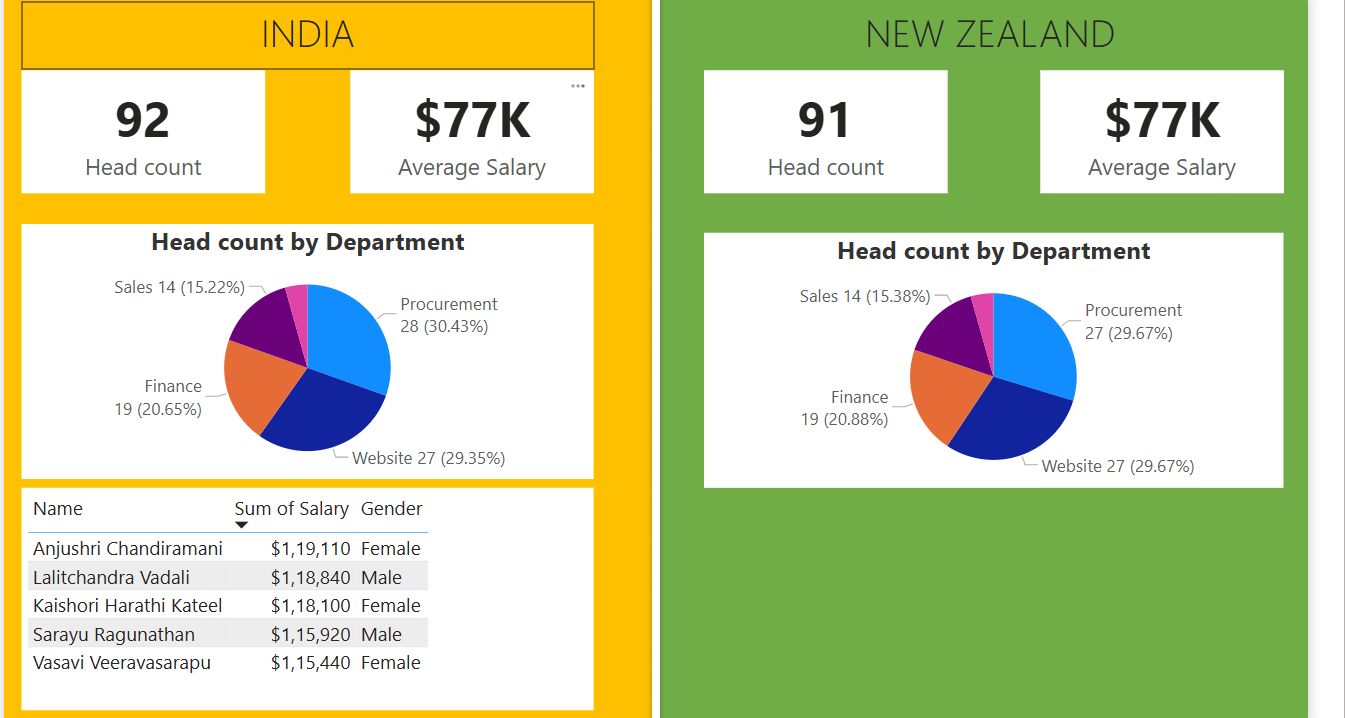 INDIA
92
Head count
$77K
Average Salary
Head count by Department
Sales 14 (15.22%)
Procurement
28 (30.43%)
Finance
19 (20.65%)
Website 27 (29.35%)
Name Sum of Salary Gender
Anjushri Chandiramani $1,19,110 Female
Lalitchandra Vadali $1,18,840 Male
Kaishori Harathi Kateel $1,18,100 Female
Sarayu Ragunathan $1,15,920 Male
Vasavi Veeravasarapu $1,15,440 Female
NEW ZEALAND
91
Head count
$77K
Average Salary
Head count by Department
Sales 14 (15.38%)
Procurement
27 (29.67%)
Finance
19 (20.88%)
Website 27 (29.67%)